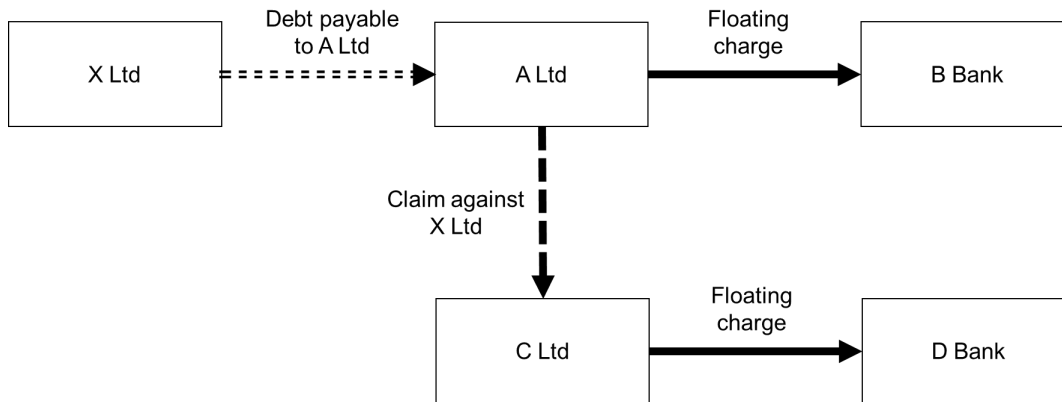 Debt payable
to A Ltd
Floating
charge
X Ltd
A Ltd
B Bank
Claim against
X Ltd
Floating
charge
C Ltd
D Bank